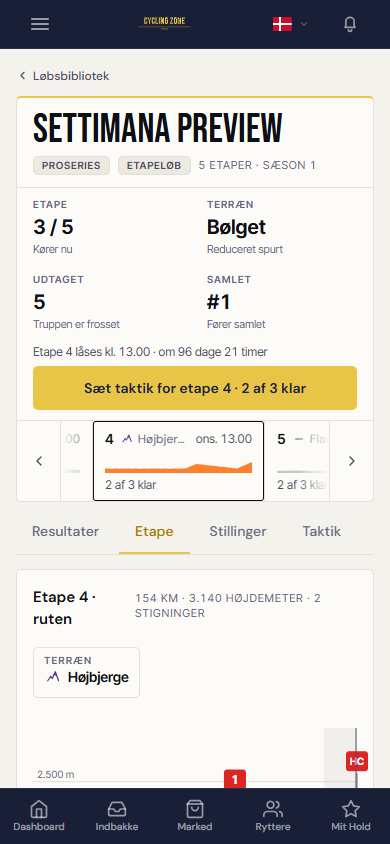 CYCLING ZONE
Løbsbibliotek
SETTIMANA PREVIEW
PROSERIES ETAPELØB 5 ETAPER · SÆSON 1
ETAPE TERRÆN
3 / 5 Bølget
Kører nu Reduceret spurt
UDTAGET SAMLET
5 #1
Truppen er frosset Fører samlet
Etape 4 låses kl. 13.00 · om 96 dage 21 timer
Sæt taktik for etape 4 · 2 af 3 klar
.00 4 Højbjer... ons. 13.00 5 Fla
2 af 3 klar 2 af 3 klar
Resultater Etape Stillinger Taktik
Etape 4 · ruten
154 KM · 3.140 HØJDEMETER · 2 STIGNINGER
TERRÆN
Højbjerge
HC
2.500 m 1
Dashboard Indbakke Marked Ryttere Mit Hold